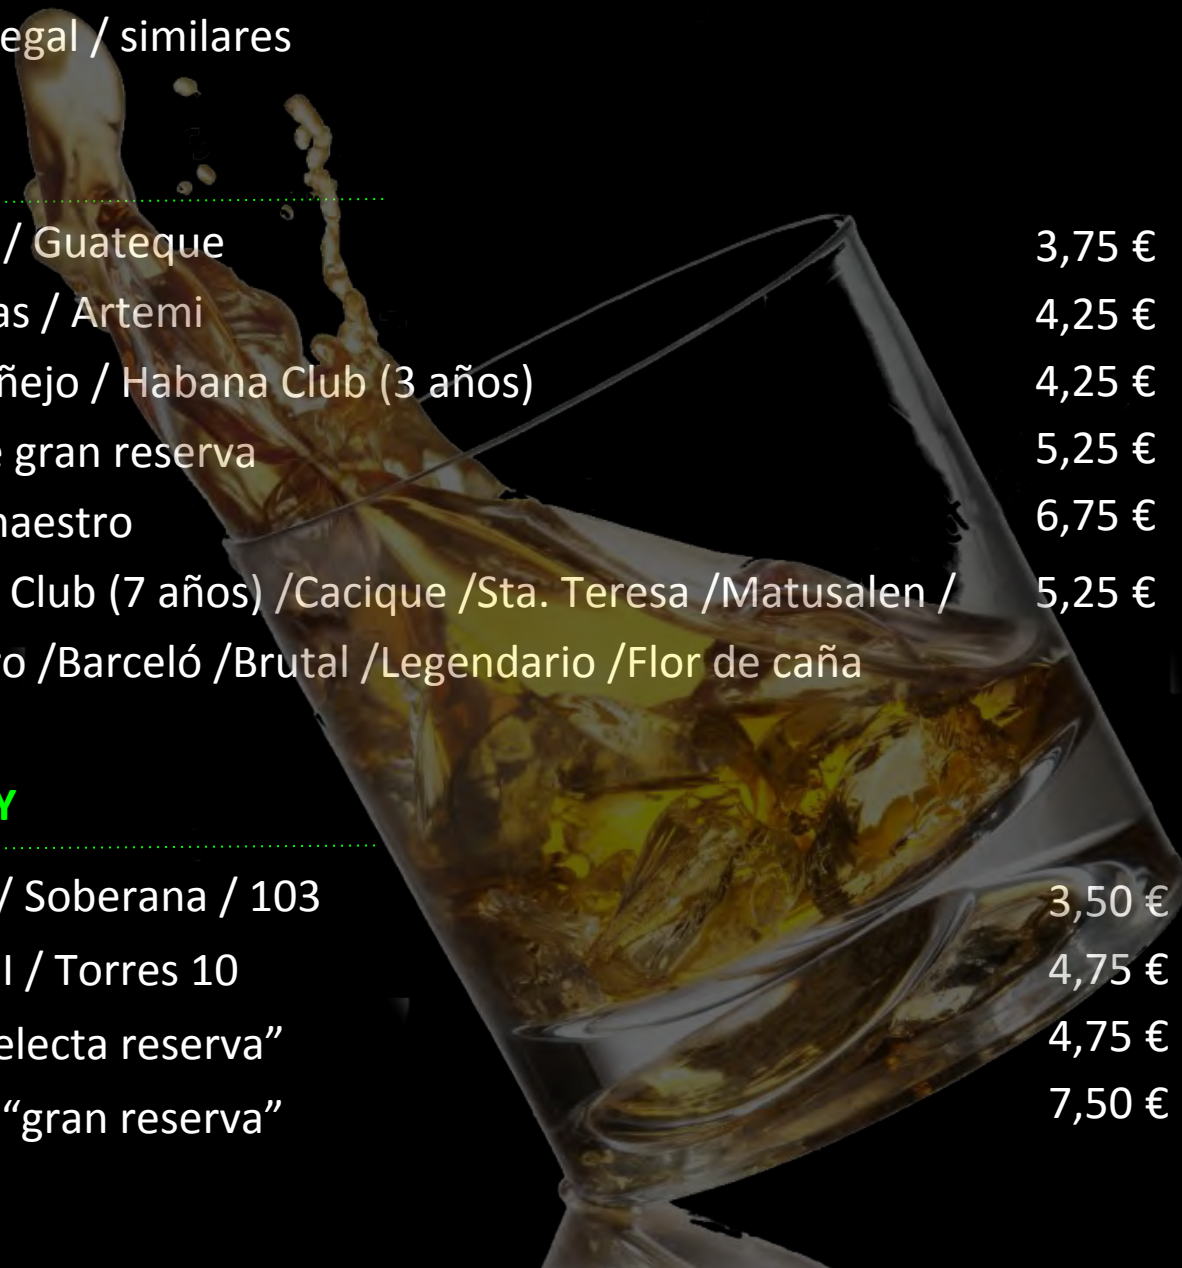 egal / similares
/ Guateque 3,75 €
as / Artemi 4,25 €
ñejo / Habana Club (3 años) 4,25 €
e gran reserva 5,25 €
naestro 6,75 €
Club (7 años) /Cacique /Sta. Teresa /Matusalen / 5,25 €
ro /Barceló /Brutal /Legendario /Flor de caña
Y
/ Soberana / 103 3,50 €
I / Torres 10 4,75 €
electa reserva” 4,75 €
“gran reserva” 7,50 €